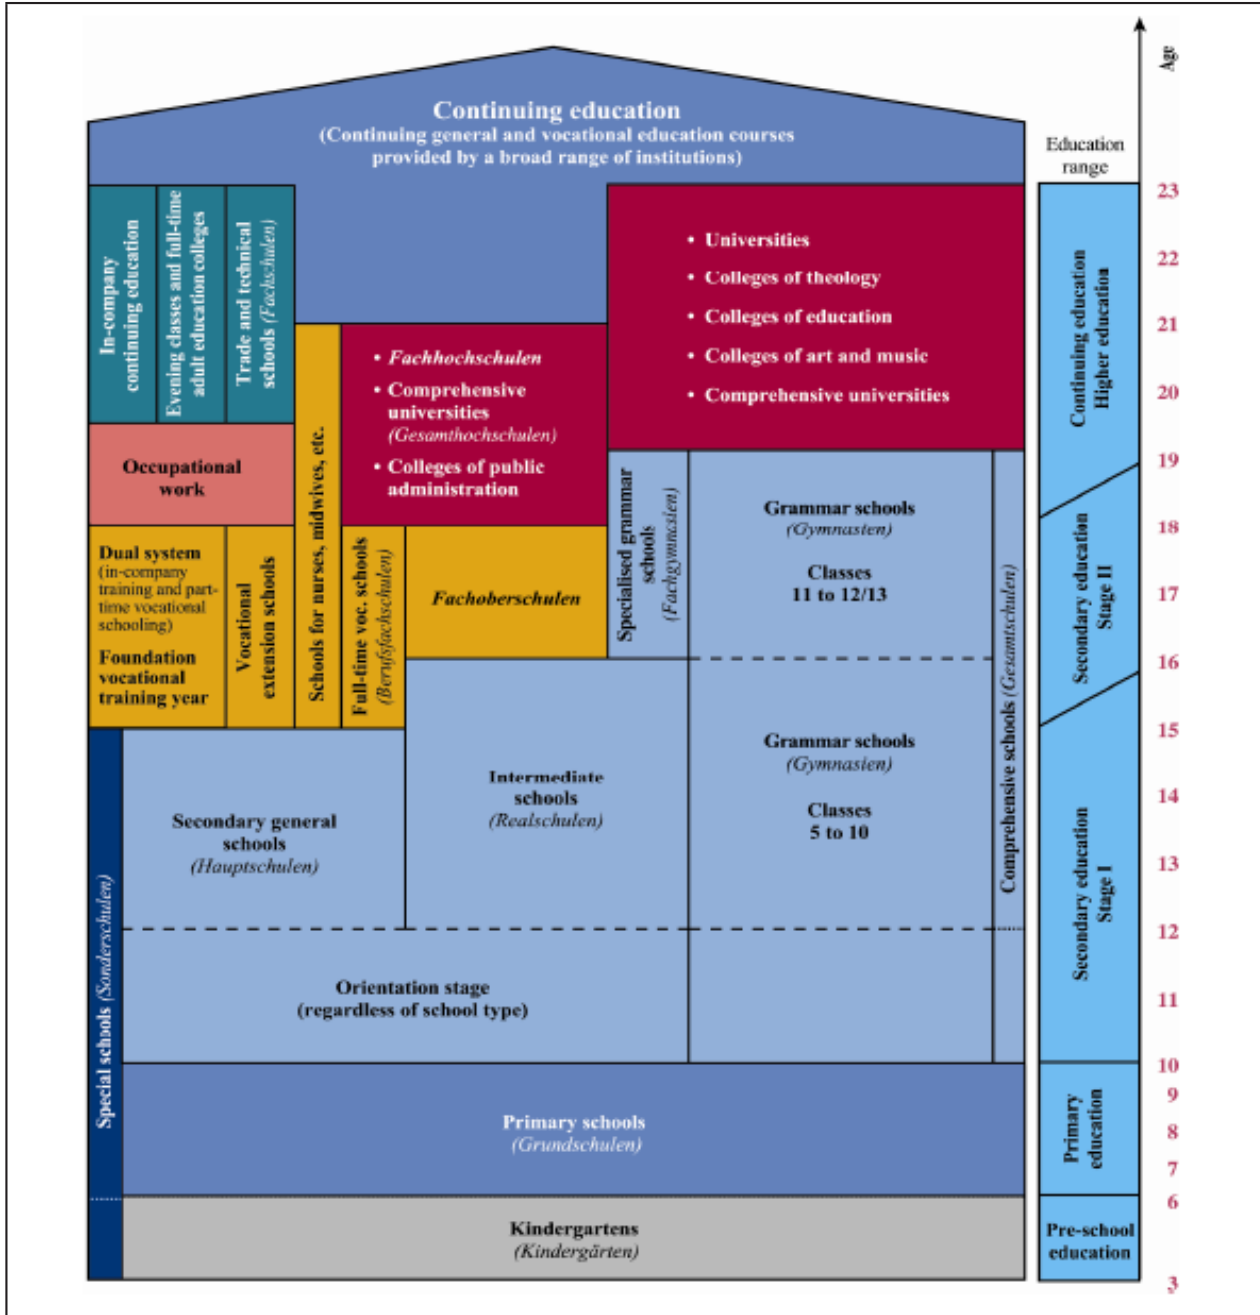 Age
Continuing education
(Continuing general and vocational education courses
provided by a broad range of institutions)
Education
range
In-company
continuing education
Evening classes and full-time
adult education colleges
Trade and technical
schools (Fachschulen)
• Universities
• Colleges of theology
• Colleges of education
• Colleges of art and music
• Comprehensive universities
• Fachhochschulen
• Comprehensive
universities
(Gesamthochschulen)
• Colleges of public
administration
Occupational
work
Schools for nurses, midwives, etc.
Dual system
(in-company
training and part-
time vocational
schooling)
Foundation
vocational
training year
Vocational
extension schools
Full-time voc. schools
(Berufsfachschulen)
Fachoberschulen
Specialised grammar
schools
(Fachgymnasien)
Grammar schools
(Gymnasien)
Classes
11 to 12/13
Comprehensive schools (Gesamtschulen)
Special schools (Sonderschulen)
Secondary general
schools
(Hauptschulen)
Intermediate
schools
(Realschulen)
Grammar schools
(Gymnasien)
Classes
5 to 10
Orientation stage
(regardless of school type)
Primary schools
(Grundschulen)
Kindergartens
(Kindergärten)
Continuing education
Higher education
Secondary education
Stage II
Secondary education
Stage I
Primary
education
Pre-school
education
23
22
21
20
19
18
17
16
15
14
13
12
11
10
9
8
7
6
3